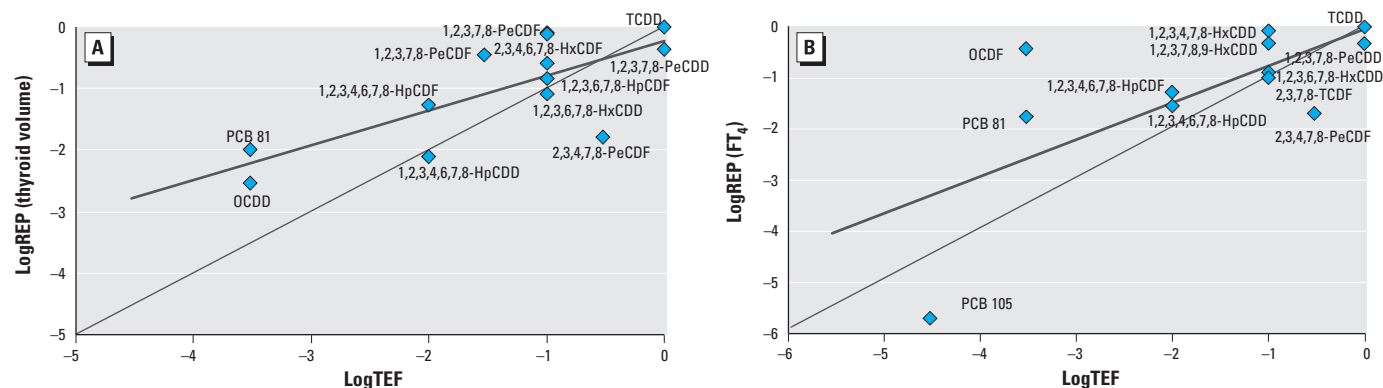 A
LogREP (thyroid volume)
0
–1
–2
–3
–4
–5
TCDD
1,2,3,7,8-PeCDF
2,3,4,6,7,8-HxCDF
1,2,3,7,8-PeCDF
1,2,3,7,8-PeCDD
1,2,3,4,6,7,8-HpCDF
1,2,3,6,7,8-HpCDF
1,2,3,6,7,8-HxCDD
PCB 81
2,3,4,7,8-PeCDF
1,2,3,4,6,7,8-HpCDD
OCDD
–5
–4
–3
–2
–1
0
LogTEF
B
LogREP (FT4)
0
–1
–2
–3
–4
–5
–6
TCDD
1,2,3,4,7,8-HxCDD
1,2,3,7,8,9-HxCDD
OCDF
1,2,3,7,8-PeCDD
1,2,3,6,7,8-HxCDD
1,2,3,4,6,7,8-HpCDF
2,3,7,8-TCDF
PCB 81
1,2,3,4,6,7,8-HpCDD
2,3,4,7,8-PeCDF
PCB 105
–6
–5
–4
–3
–2
–1
0
LogTEF